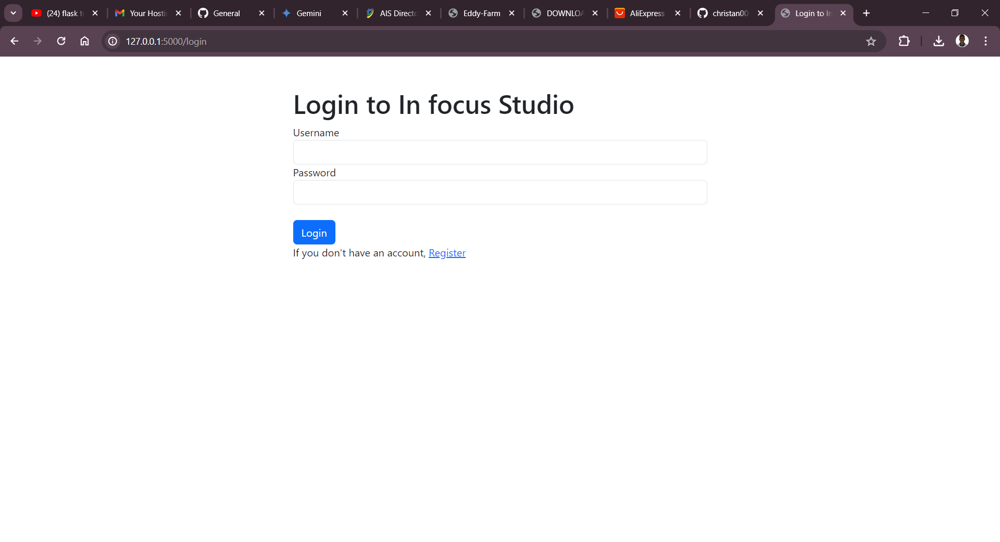 (24) flask t
Your Hosti
General
Gemini
AIS Directo
Eddy-Farm
DOWNLOA
AliExpress
christan00
Login to In
127.0.0.1:5000/login
Login to In focus Studio
Username
Password
Login
If you don't have an account, Register